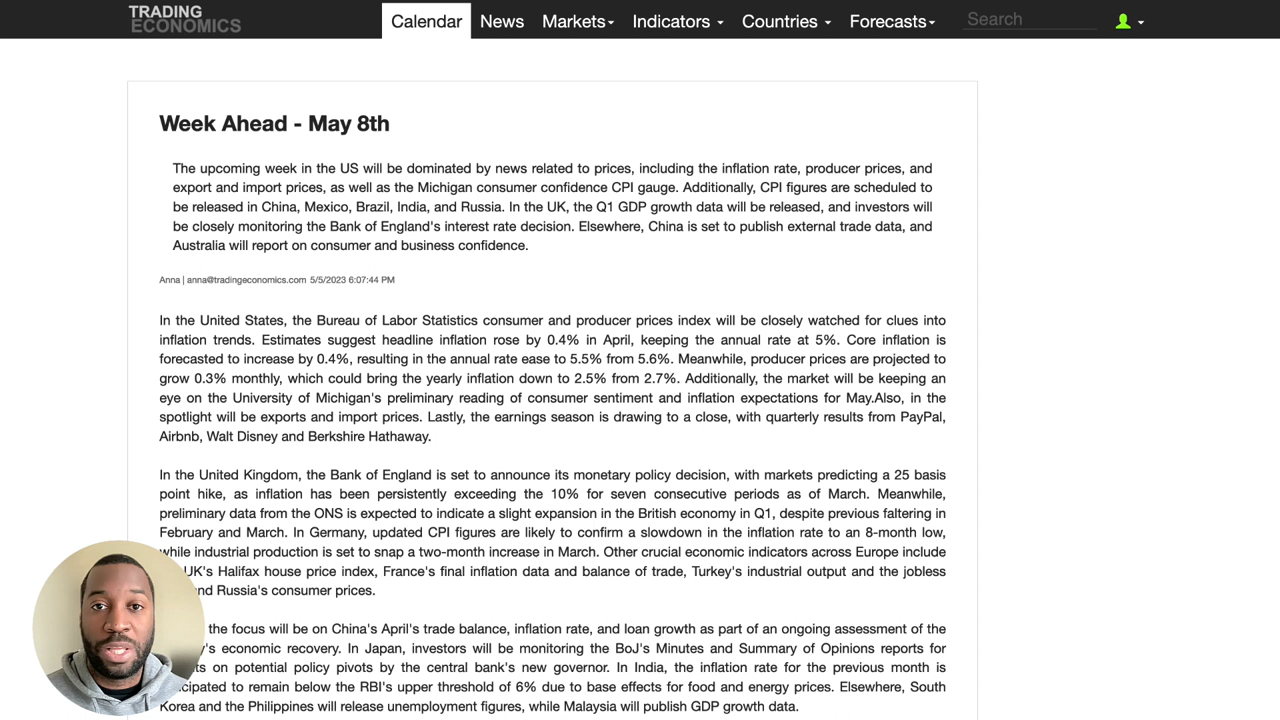 TRADING
ECONOMICS
Calendar
News
Markets
Indicators
Countries
Forecasts
Search
Week Ahead - May 8th
The upcoming week in the US will be dominated by news related to prices, including the inflation rate, producer prices, and
export and import prices, as well as the Michigan consumer confidence CPI gauge. Additionally, CPI figures are scheduled to
be released in China, Mexico, Brazil, India, and Russia. In the UK, the Q1 GDP growth data will be released, and investors will
be closely monitoring the Bank of England's interest rate decision. Elsewhere, China is set to publish external trade data, and
Australia will report on consumer and business confidence.
Anna | anna@tradingeconomics.com 5/5/2023 6:07:44 PM
In the United States, the Bureau of Labor Statistics consumer and producer prices index will be closely watched for clues into
inflation trends. Estimates suggest headline inflation rose by 0.4% in April, keeping the annual rate at 5%. Core inflation is
forecasted to increase by 0.4%, resulting in the annual rate ease to 5.5% from 5.6%. Meanwhile, producer prices are projected to
grow 0.3% monthly, which could bring the yearly inflation down to 2.5% from 2.7%. Additionally, the market will be keeping an
eye on the University of Michigan's preliminary reading of consumer sentiment and inflation expectations for May.Also, in the
spotlight will be exports and import prices. Lastly, the earnings season is drawing to a close, with quarterly results from PayPal,
Airbnb, Walt Disney and Berkshire Hathaway.
In the United Kingdom, the Bank of England is set to announce its monetary policy decision, with markets predicting a 25 basis
point hike, as inflation has been persistently exceeding the 10% for seven consecutive periods as of March. Meanwhile,
preliminary data from the ONS is expected to indicate a slight expansion in the British economy in Q1, despite previous faltering in
February and March. In Germany, updated CPI figures are likely to confirm a slowdown in the inflation rate to an 8-month low,
while industrial production is set to snap a two-month increase in March. Other crucial economic indicators across Europe include
UK's Halifax house price index, France's final inflation data and balance of trade, Turkey's industrial output and the jobless
and Russia's consumer prices.
the focus will be on China's April's trade balance, inflation rate, and loan growth as part of an ongoing assessment of the
economic recovery. In Japan, investors will be monitoring the BoJ's Minutes and Summary of Opinions reports for
on potential policy pivots by the central bank's new governor. In India, the inflation rate for the previous month is
to remain below the RBI's upper threshold of 6% due to base effects for food and energy prices. Elsewhere, South
Korea and the Philippines will release unemployment figures, while Malaysia will publish GDP growth data.